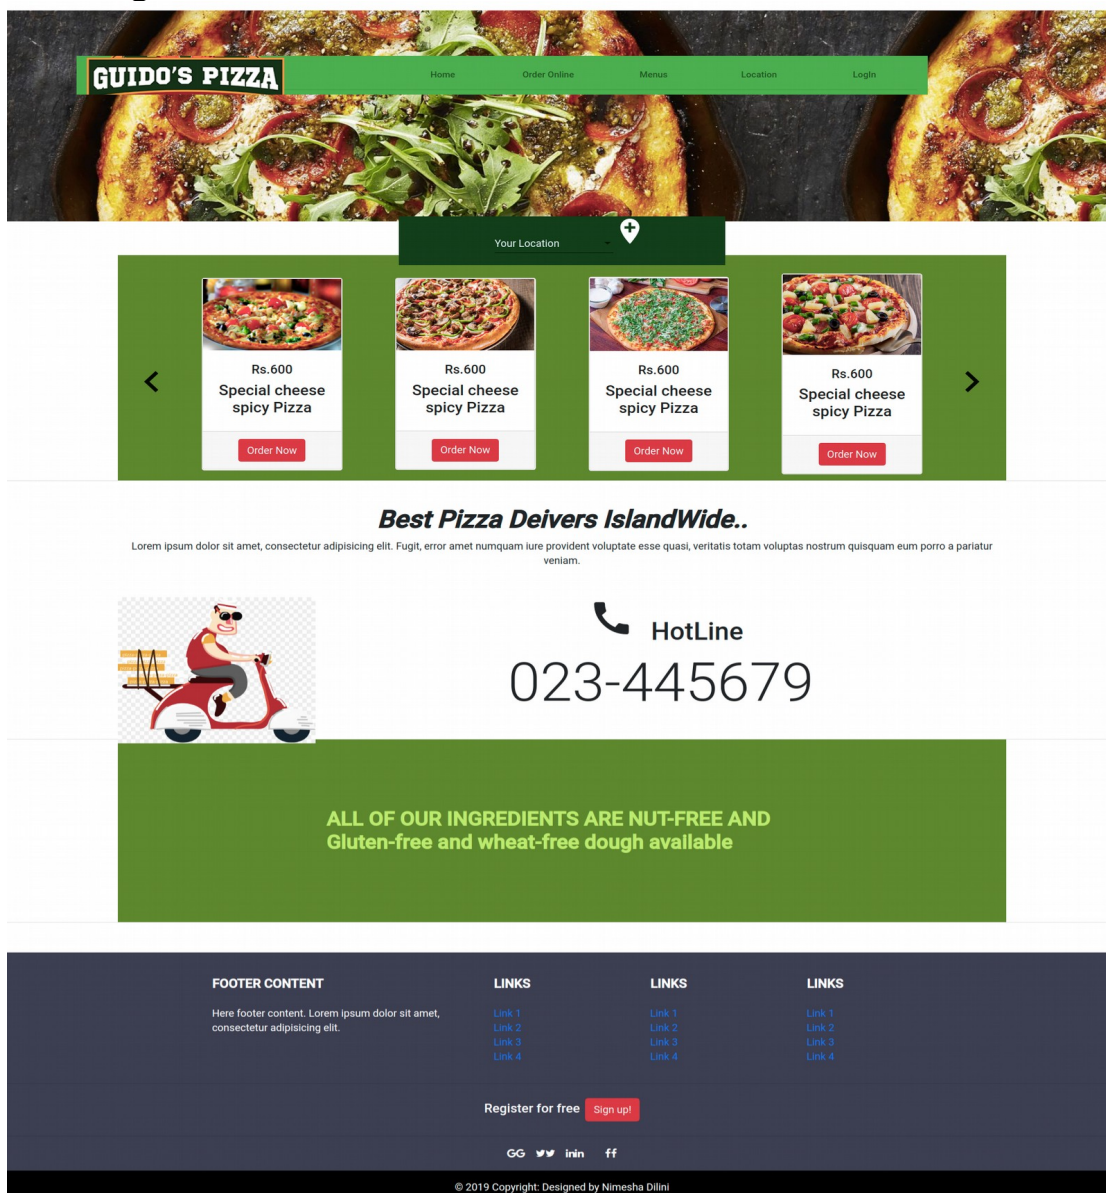 GUIDO'S PIZZA
Home Order Online Menus Location LogIn
Your Location
Rs.600
Special cheese
spicy Pizza
Order Now
Rs.600
Special cheese
spicy Pizza
Order Now
Rs.600
Special cheese
spicy Pizza
Order Now
Rs.600
Special cheese
spicy Pizza
Order Now
Best Pizza Deivers IslandWide..
Lorem ipsum dolor sit amet, consectetur adipisicing elit. Fugit, error amet numquam iure provident voluptate esse quasi, veritatis totam voluptas nostrum quisquam eum porro a pariatur
veniam.
HotLine
023-445679
ALL OF OUR INGREDIENTS ARE NUT-FREE AND
Gluten-free and wheat-free dough available
FOOTER CONTENT
Here footer content. Lorem ipsum dolor sit amet,
consectetur adipisicing elit.
LINKS
Link 1
Link 2
Link 3
Link 4
LINKS
Link 1
Link 2
Link 3
Link 4
LINKS
Link 1
Link 2
Link 3
Link 4
Register for free Sign up!
© 2019 Copyright: Designed by Nimesha Dilini